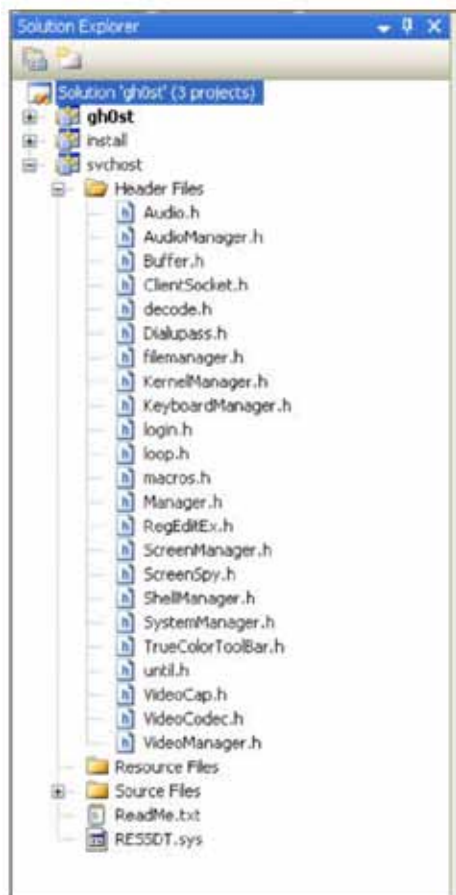 Solution Explorer
Solution 'gh0st' (3 projects)
gh0st
install
svchost
Header Files
Audio.h
AudioManager.h
Buffer.h
ClientSocket.h
decode.h
Dialupass.h
filemanager.h
KernelManager.h
KeyboardManager.h
login.h
loop.h
macros.h
Manager.h
RegEditEx.h
ScreenManager.h
ScreenSpy.h
ShellManager.h
SystemManager.h
TrueColorToolBar.h
until.h
VideoCap.h
VideoCodec.h
VideoManager.h
Resource Files
Source Files
ReadMe.txt
RESSDT.sys